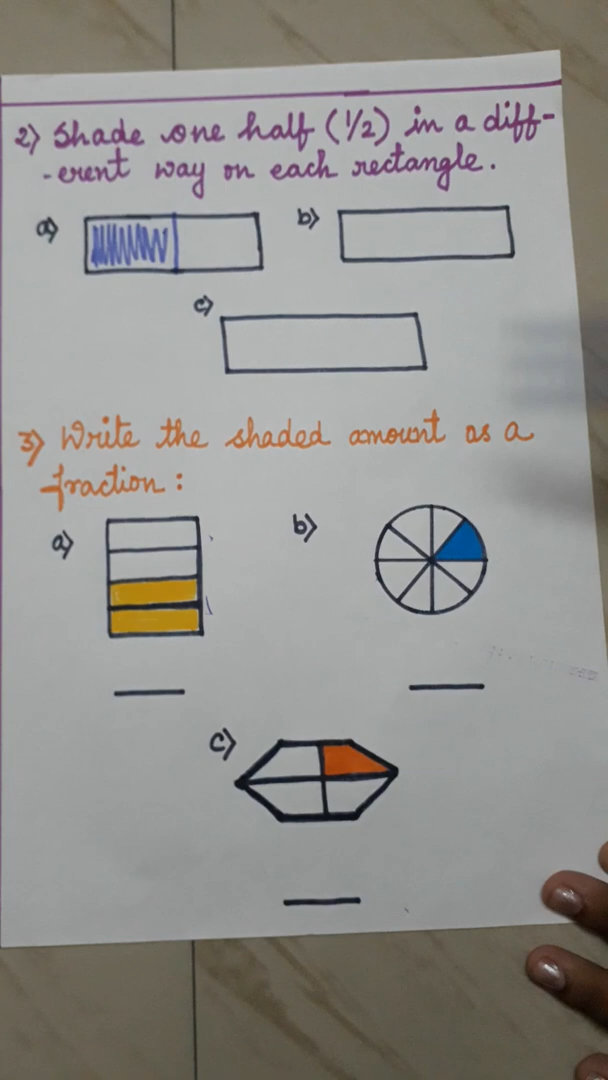 2) Shade one half (1/2) in a diff-
-erent way on each rectangle.
a) b)
c)
3) Write the shaded amount as a
fraction :
a) b)
c)